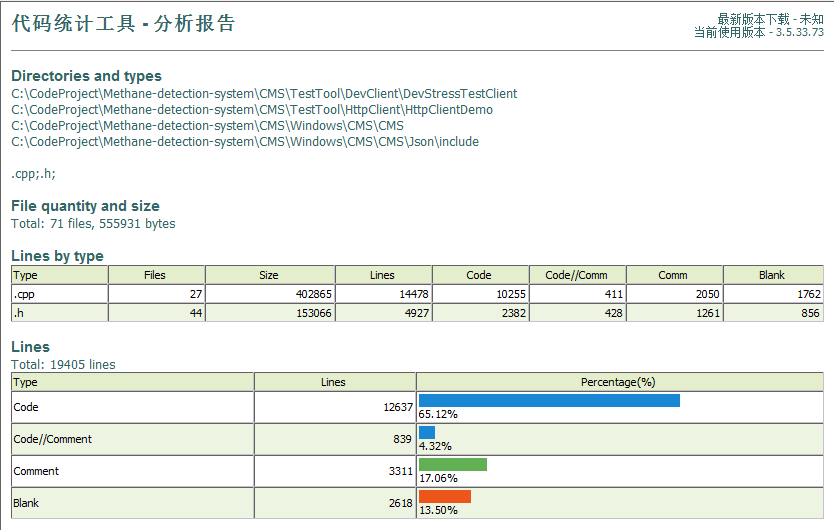 代码统计工具 - 分析报告
最新版本下载 - 未知
当前使用版本 - 3.5.33.73
Directories and types
C:\CodeProject\Methane-detection-system\CMS\TestTool\DevClient\DevStressTestClient
C:\CodeProject\Methane-detection-system\CMS\TestTool\HttpClient\HttpClientDemo
C:\CodeProject\Methane-detection-system\CMS\Windows\CMS\CMS
C:\CodeProject\Methane-detection-system\CMS\Windows\CMS\CMS\Json\include
.cpp;.h;
File quantity and size
Total: 71 files, 555931 bytes
Lines by type
Type Files Size Lines Code Code//Comm Comm Blank
.cpp 27 402865 14478 10255 411 2050 1762
.h 44 153066 4927 2382 428 1261 856
Lines
Total: 19405 lines
Type Lines Percentage(%)
Code 12637 65.12%
Code//Comment 839 4.32%
Comment 3311 17.06%
Blank 2618 13.50%